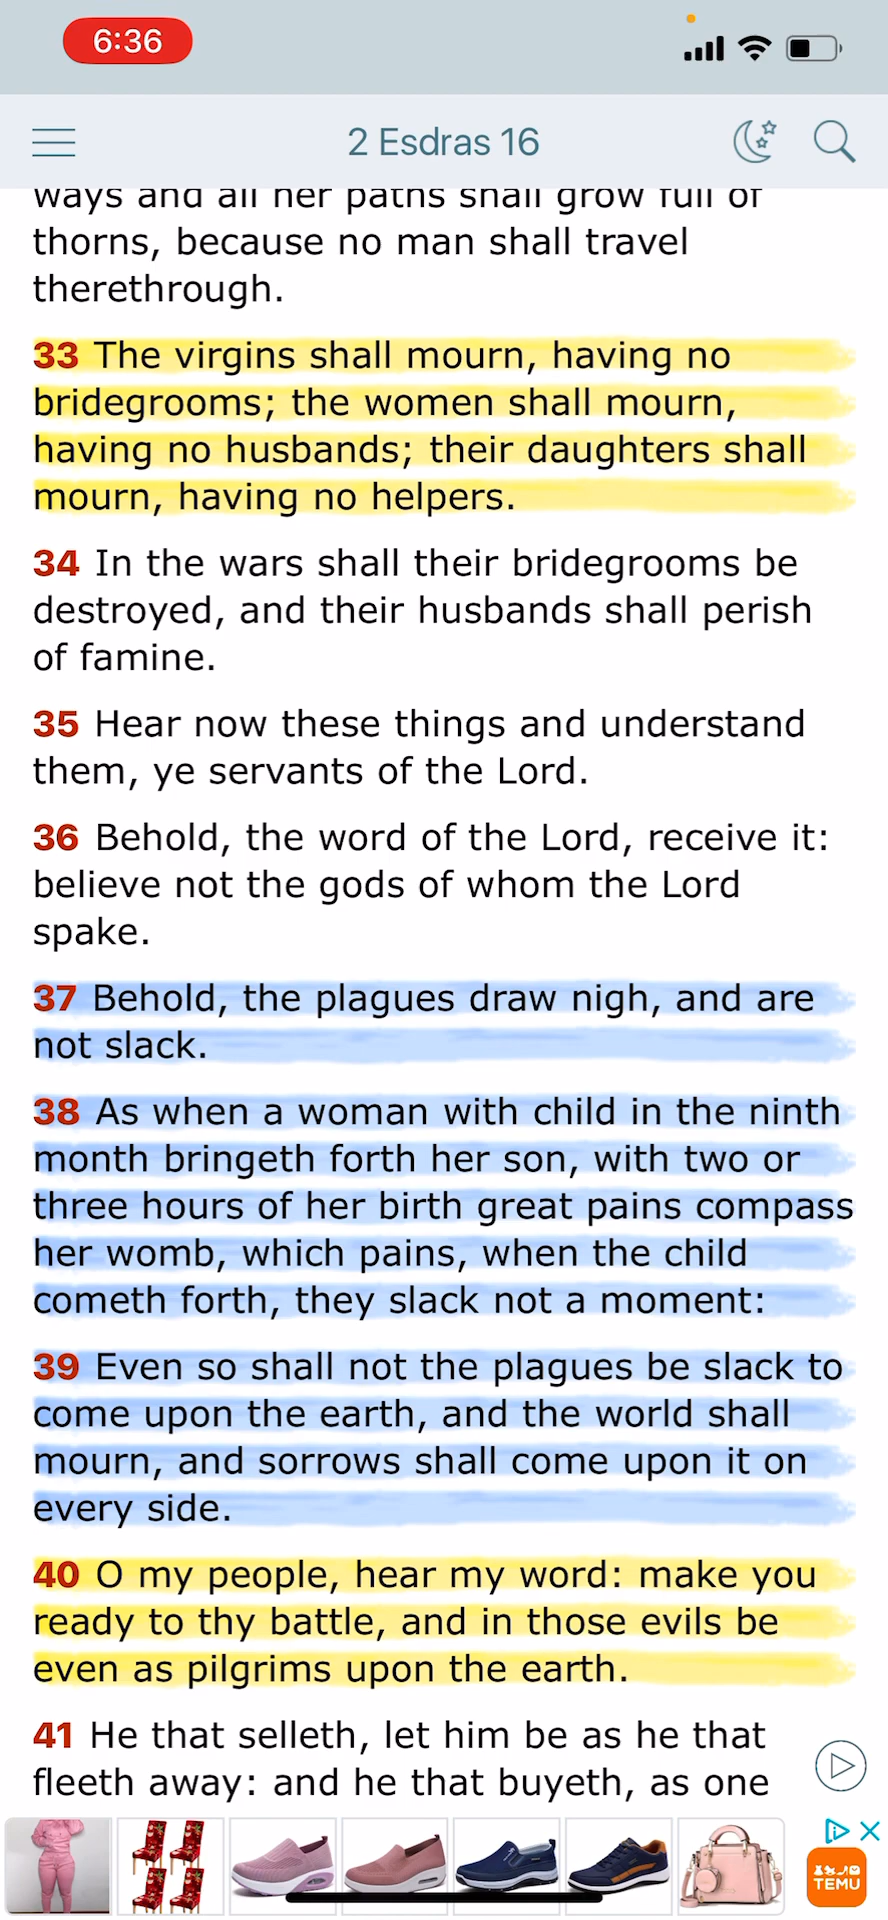 6:36
2 Esdras 16
ways and all her paths shall grow full of
thorns, because no man shall travel
therethrough.
33 The virgins shall mourn, having no
bridegrooms; the women shall mourn,
having no husbands; their daughters shall
mourn, having no helpers.
34 In the wars shall their bridegrooms be
destroyed, and their husbands shall perish
of famine.
35 Hear now these things and understand
them, ye servants of the Lord.
36 Behold, the word of the Lord, receive it:
believe not the gods of whom the Lord
spake.
37 Behold, the plagues draw nigh, and are
not slack.
38 As when a woman with child in the ninth
month bringeth forth her son, with two or
three hours of her birth great pains compass
her womb, which pains, when the child
cometh forth, they slack not a moment:
39 Even so shall not the plagues be slack to
come upon the earth, and the world shall
mourn, and sorrows shall come upon it on
every side.
40 O my people, hear my word: make you
ready to thy battle, and in those evils be
even as pilgrims upon the earth.
41 He that selleth, let him be as he that
fleeth away: and he that buyeth, as one
TEMU